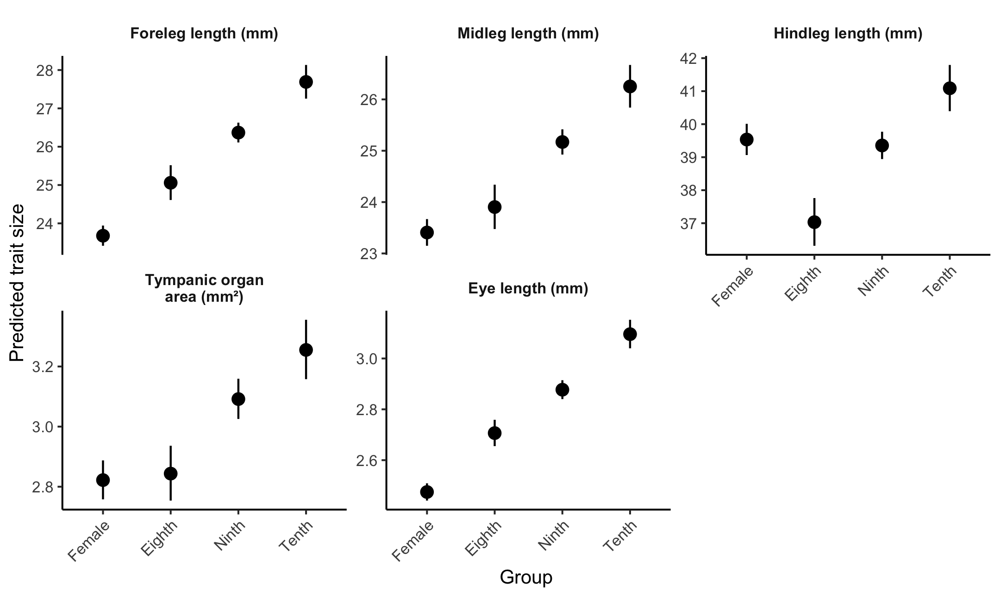 Foreleg length (mm)
Midleg length (mm)
Hindleg length (mm)
28
27
26
25
24
26
25
24
23
42
41
40
39
38
37
Female
Eighth
Ninth
Tenth
Predicted trait size
Tympanic organ
area (mm²)
Eye length (mm)
3.2
3.0
2.8
3.0
2.8
2.6
Female
Eighth
Ninth
Tenth
Female
Eighth
Ninth
Tenth
Group